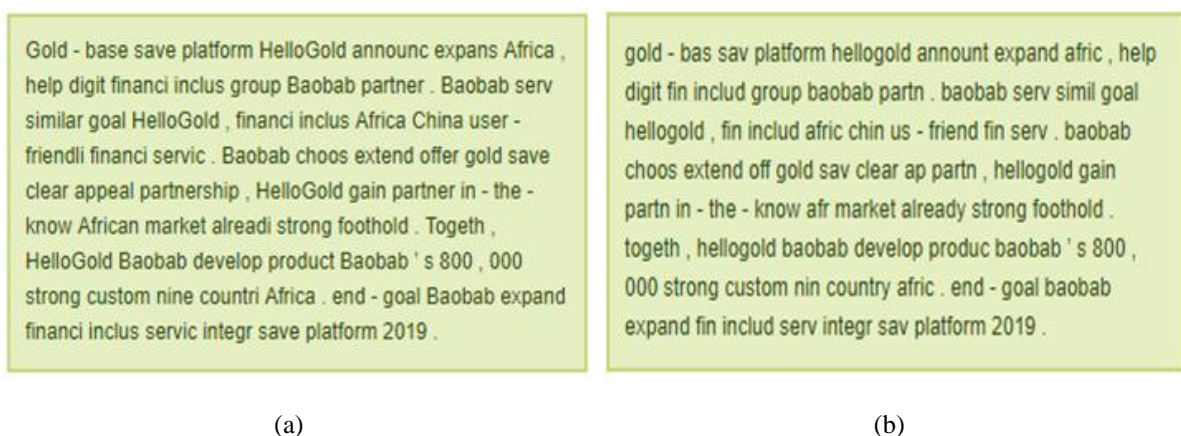 Gold - base save platform HelloGold announc expans Africa ,
help digit financi inclus group Baobab partner . Baobab serv
similar goal HelloGold , financi inclus Africa China user -
friendli financi servic . Baobab choos extend offer gold save
clear appeal partnership , HelloGold gain partner in - the -
know African market alreadi strong foothold . Togeth ,
HelloGold Baobab develop product Baobab ' s 800 , 000
strong custom nine countri Africa . end - goal Baobab expand
financi inclus servic integr save platform 2019 .
(a)
gold - bas sav platform hellogold annount expand afric , help
digit fin includ group baobab partn . baobab serv simil goal
hellogold , fin includ afric chin us - friend fin serv . baobab
choos extend off gold sav clear ap partn , hellogold gain
partn in - the - know afr market already strong foothold .
togeth , hellogold baobab develop produc baobab ' s 800 ,
000 strong custom nin country afric . end - goal baobab
expand fin includ serv integr sav platform 2019 .
(b)